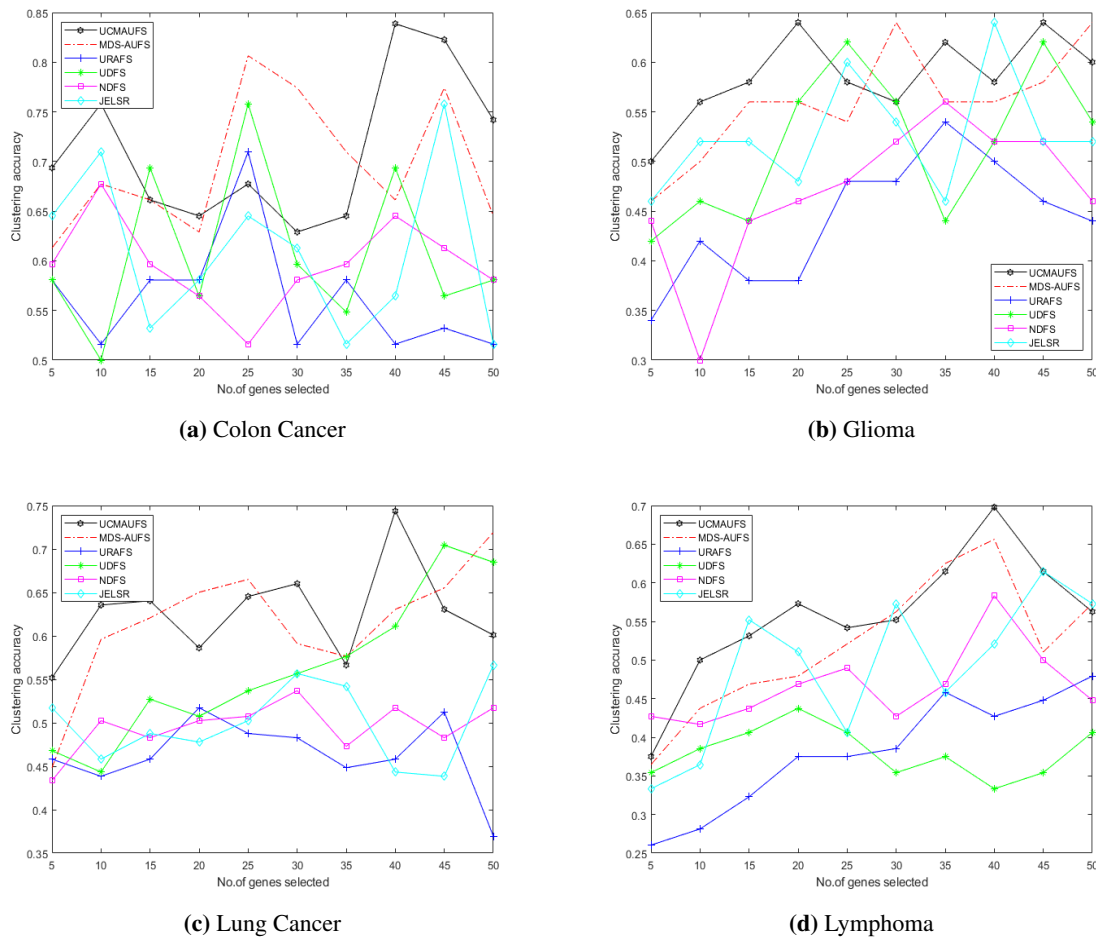 0.85
0.8
0.75
0.7
0.65
0.6
0.55
0.5
Clustering accuracy
UCMAUFS
MDS-AUFS
URAFS
UDFS
NDFS
JELSR
5 10 15 20 25 30 35 40 45 50
No.of genes selected
(a) Colon Cancer
0.65
0.6
0.55
0.5
0.45
0.4
0.35
0.3
Clustering accuracy
UCMAUFS
MDS-AUFS
URAFS
UDFS
NDFS
JELSR
5 10 15 20 25 30 35 40 45 50
No.of genes selected
(b) Glioma
0.75
0.7
0.65
0.6
0.55
0.5
0.45
0.4
0.35
Clustering accuracy
UCMAUFS
MDS-AUFS
URAFS
UDFS
NDFS
JELSR
5 10 15 20 25 30 35 40 45 50
No.of genes selected
(c) Lung Cancer
0.7
0.65
0.6
0.55
0.5
0.45
0.4
0.35
0.3
0.25
Clustering accuracy
UCMAUFS
MDS-AUFS
URAFS
UDFS
NDFS
JELSR
5 10 15 20 25 30 35 40 45 50
No.of genes selected
(d) Lymphoma